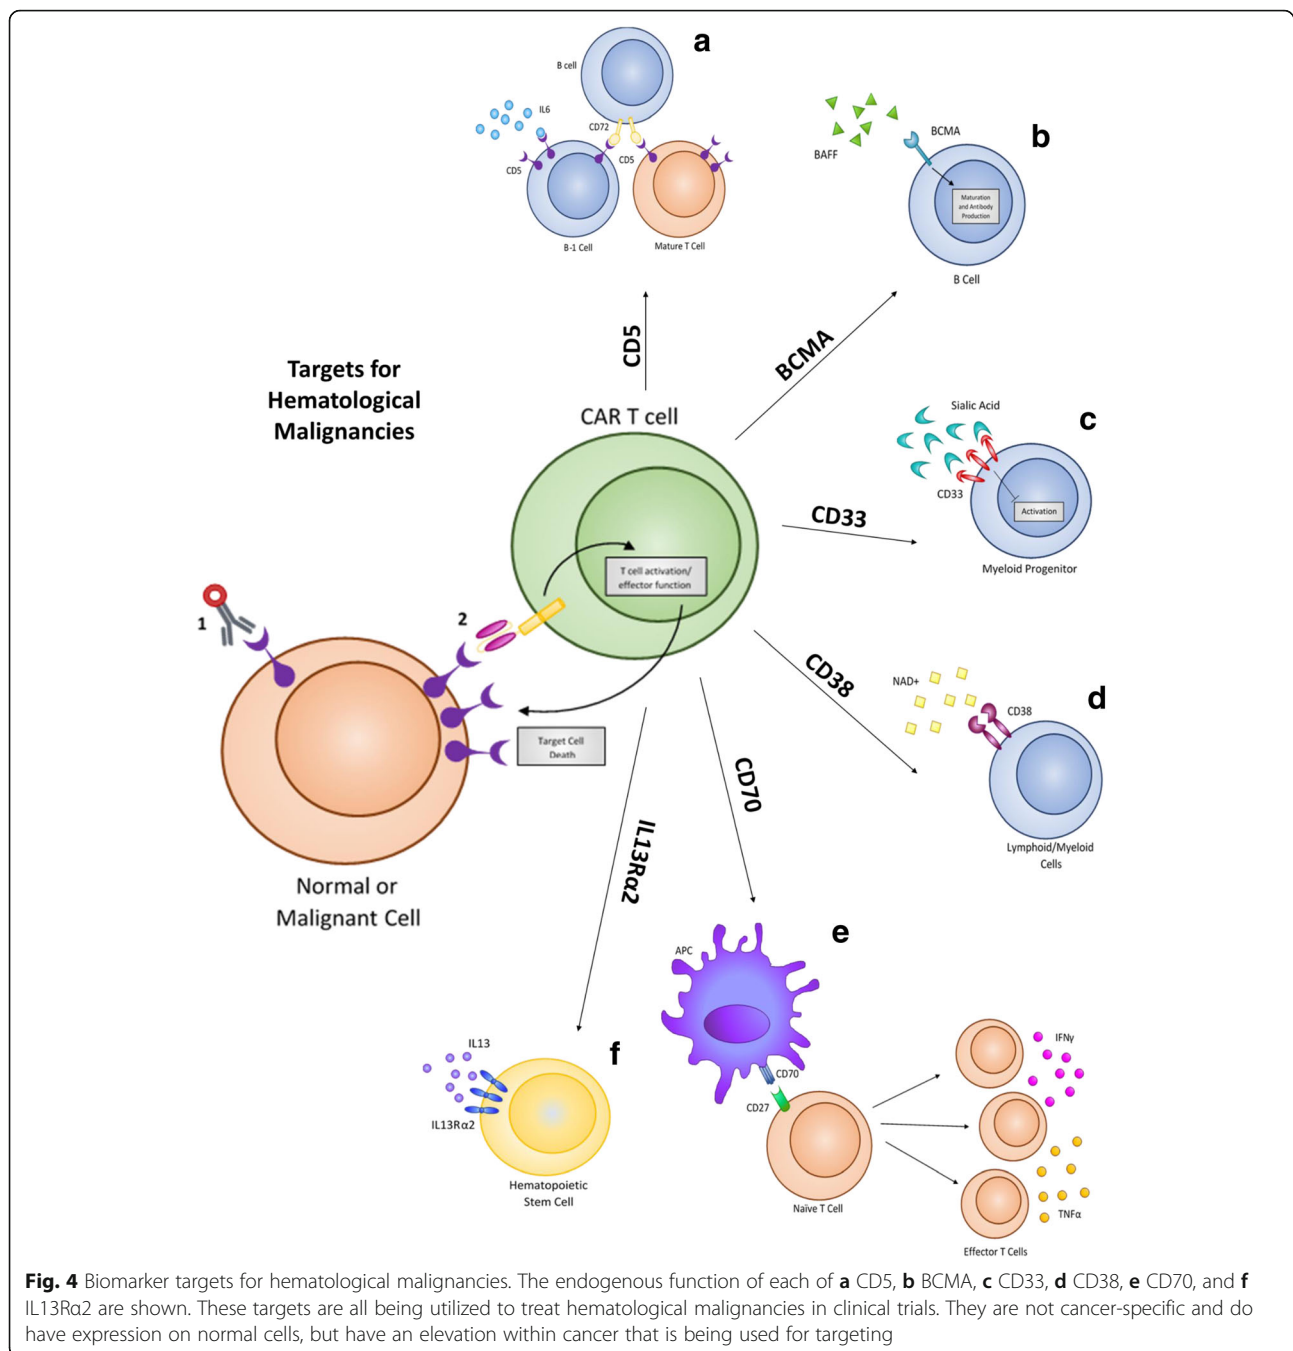 a
B cell
IL6
CD72
CD5
CD5
B-1 Cell
Mature T Cell
b
BCMA
BAFF
Maturation
and Antibody
Production
B Cell
CD5
BCMA
Targets for
Hematological
Malignancies
CAR T cell
T cell activation/
effector function
c
Sialic Acid
CD33
Activation
Myeloid Progenitor
CD33
1
2
Target Cell
Death
Normal or
Malignant Cell
CD38
d
NAD+
CD38
Lymphoid/Myeloid
Cells
CD70
IL13Rα2
e
APC
CD70
CD27
Naïve T Cell
IFNγ
TNFα
Effector T Cells
f
IL13
IL13Rα2
Hematopoietic
Stem Cell
Fig. 4 Biomarker targets for hematological malignancies. The endogenous function of each of a CD5, b BCMA, c CD33, d CD38, e CD70, and f
IL13Rα2 are shown. These targets are all being utilized to treat hematological malignancies in clinical trials. They are not cancer-specific and do
have expression on normal cells, but have an elevation within cancer that is being used for targeting